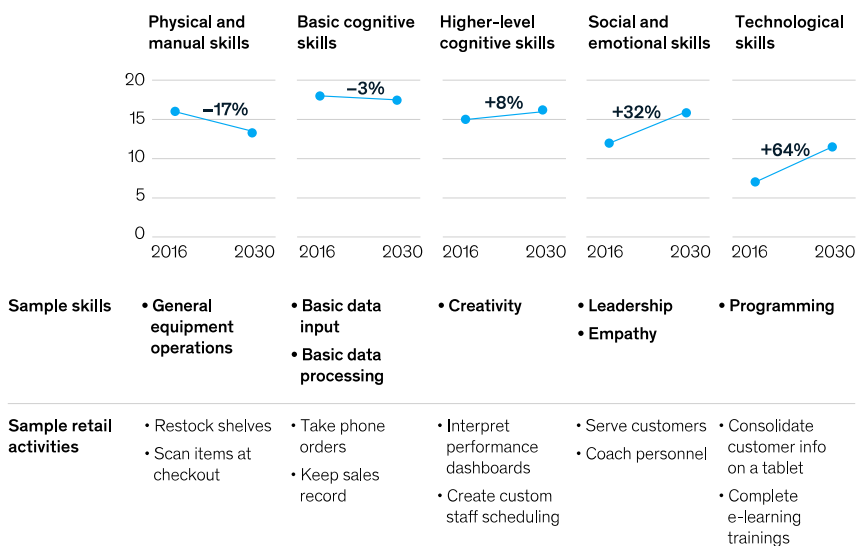 Physical and
manual skills
Basic cognitive
skills
Higher-level
cognitive skills
Social and
emotional skills
Technological
skills
20
15
10
5
0
–17%
–3%
+8%
+32%
+64%
2016 2030
2016 2030
2016 2030
2016 2030
2016 2030
Sample skills
• General
equipment
operations
• Basic data
input
• Basic data
processing
• Creativity
• Leadership
• Empathy
• Programming
Sample retail
activities
• Restock shelves
• Scan items at
checkout
• Take phone
orders
• Keep sales
record
• Interpret
performance
dashboards
• Create custom
staff scheduling
• Serve customers
• Coach personnel
• Consolidate
customer info
on a tablet
• Complete
e-learning
trainings